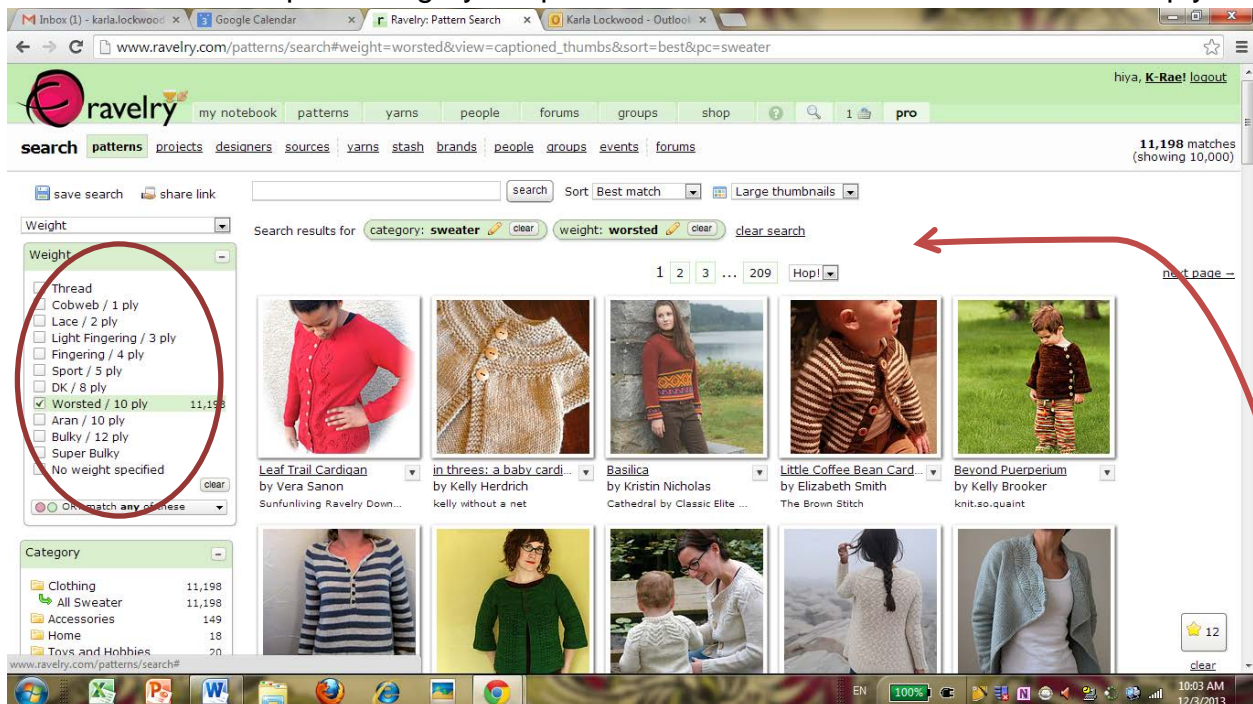 Inbox (1) - karla.lockwood Google Calendar Ravelry: Pattern Search Karla Lockwood - Outlool
www.ravelry.com/patterns/search#weight=worsted&view=captioned_thumbs&sort=best&pc=sweater
hiya, K-Rae! logout
ravelry my notebook patterns yarns people forums groups shop ? 1 pro
search patterns projects designers sources yarns stash brands people groups events forums
11,198 matches
(showing 10,000)
save search share link search Sort Best match Large thumbnails
Weight
Search results for category: sweater clear weight: worsted clear clear search
Weight
1 2 3 ... 209 Hop! next page
Thread
Cobweb / 1 ply
Lace / 2 ply
Light Fingering / 3 ply
Fingering / 4 ply
Sport / 5 ply
DK / 8 ply
Worsted / 10 ply 11,198
Aran / 10 ply
Bulky / 12 ply
Super Bulky
No weight specified
clear
OR: match any of these
Leaf Trail Cardigan
by Vera Sanon
Sunfunliving Ravelry Down...
in threes: a baby cardi...
by Kelly Herdrich
kelly without a net
Basilica
by Kristin Nicholas
Cathedral by Classic Elite ...
Little Coffee Bean Card...
by Elizabeth Smith
The Brown Stitch
Beyond Puerperium
by Kelly Brooker
knit.so.quaint
Category
Clothing 11,198
All Sweater 11,198
Accessories 149
Home 18
Toys and Hobbies 20
12
clear
www.ravelry.com/patterns/search#
EN 100% 10:03 AM
12/3/2013